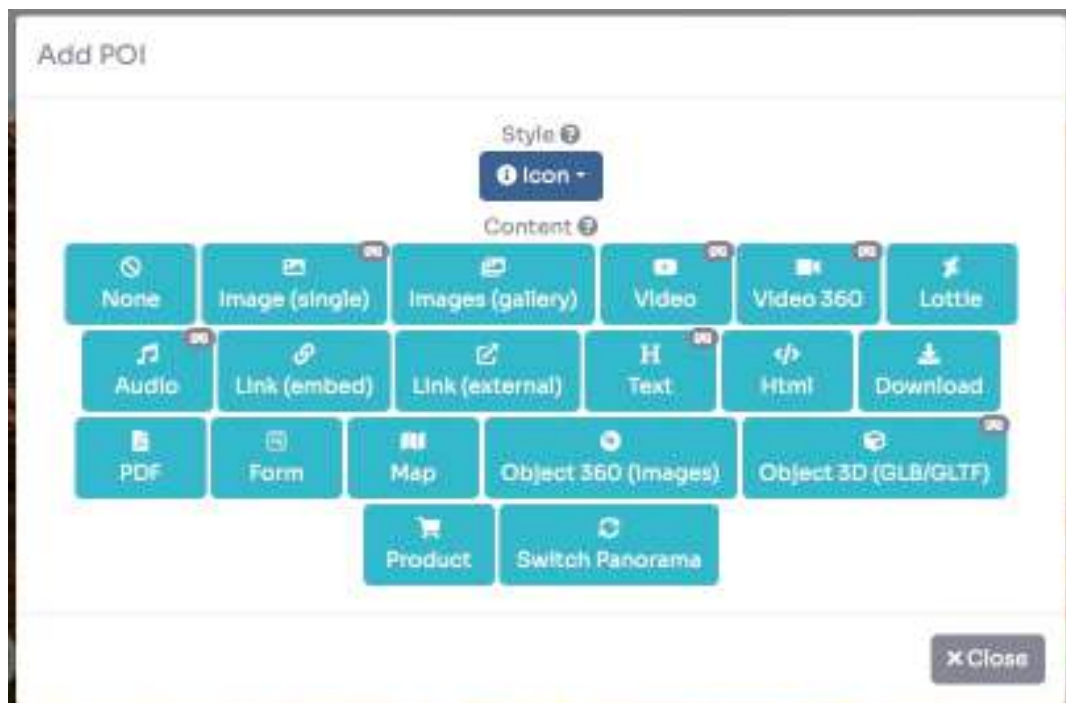 Add POI
Style
Icon
Content
None Image (single) Images (gallery) Video Video 360 Lottie
Audio Link (embed) Link (external) Text Html Download
PDF Form Map Object 360 (Images) Object 3D (GLB/GLTF)
Product Switch Panorama
Close